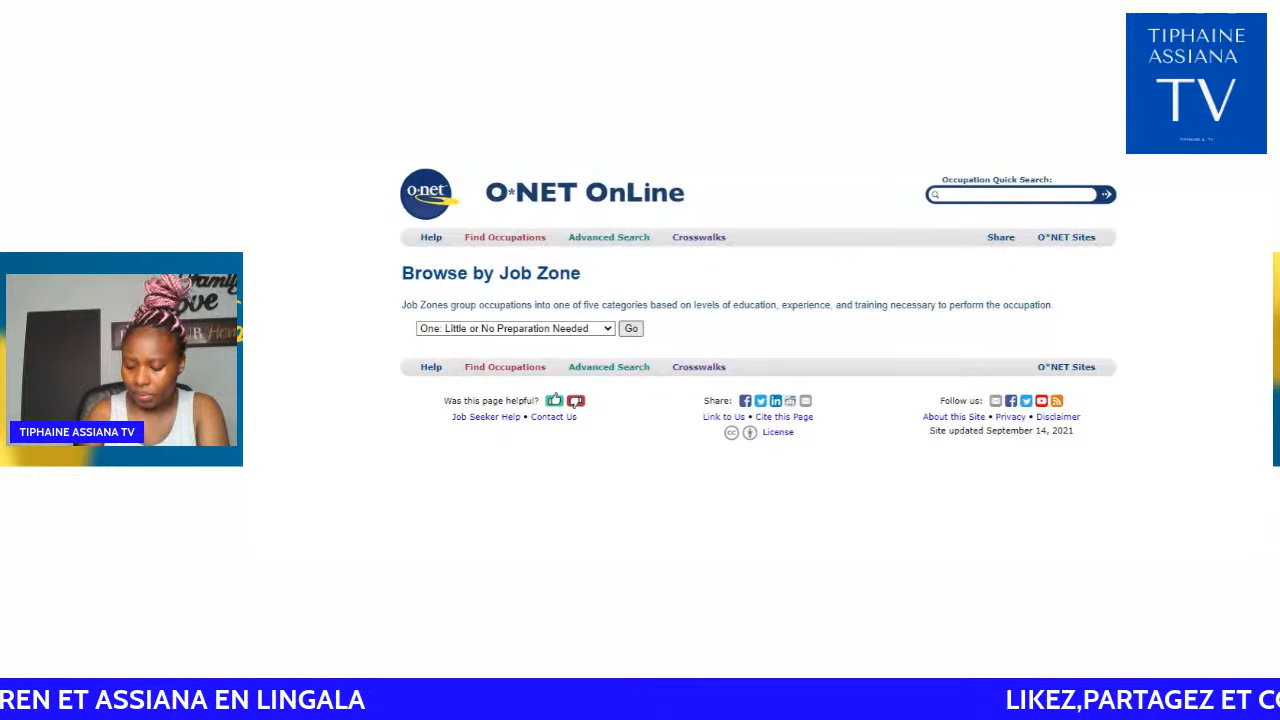 TIPHAINE
ASSIANA
TV
o·net
O*NET OnLine
Occupation Quick Search:
Help Find Occupations Advanced Search Crosswalks Share O*NET Sites
Browse by Job Zone
Job Zones group occupations into one of five categories based on levels of education, experience, and training necessary to perform the occupation.
One: Little or No Preparation Needed Go
Help Find Occupations Advanced Search Crosswalks O*NET Sites
Was this page helpful? Share: Follow us:
Job Seeker Help • Contact Us Link to Us • Cite this Page About this Site • Privacy • Disclaimer
License Site updated September 14, 2021
family
love
UR Home
TIPHAINE ASSIANA TV
REN ET ASSIANA EN LINGALA LIKEZ,PARTAGEZ ET CO